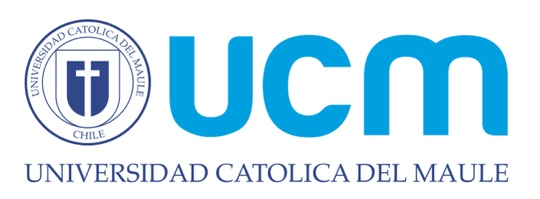 UNIVERSIDAD CATOLICA DEL MAULE
CHILE
ucm
UNIVERSIDAD CATOLICA DEL MAULE